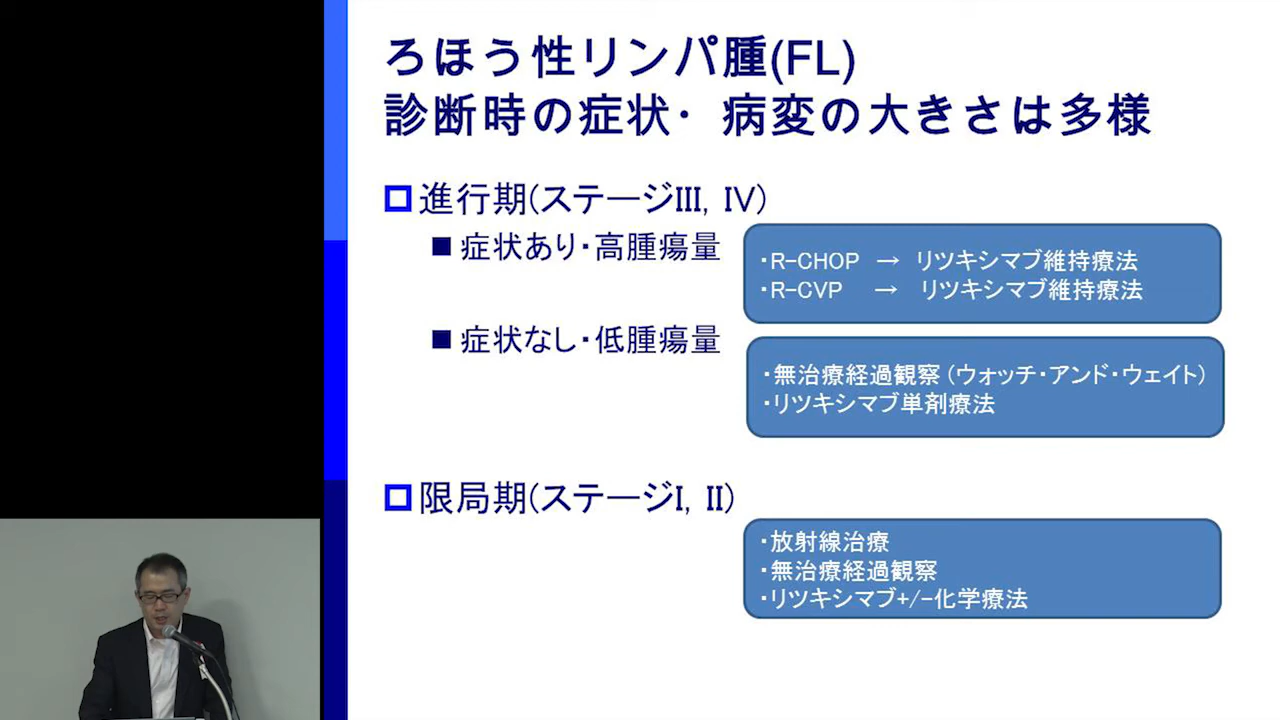 ろほう性リンパ腫(FL)
診断時の症状・ 病変の大きさは多様
進行期(ステージIII, IV)
症状あり・高腫瘍量
・R-CHOP → リツキシマブ維持療法
・R-CVP → リツキシマブ維持療法
症状なし・低腫瘍量
・無治療経過観察 (ウォッチ・アンド・ウェイト)
・リツキシマブ単剤療法
限局期(ステージI, II)
・放射線治療
・無治療経過観察
・リツキシマブ+/-化学療法